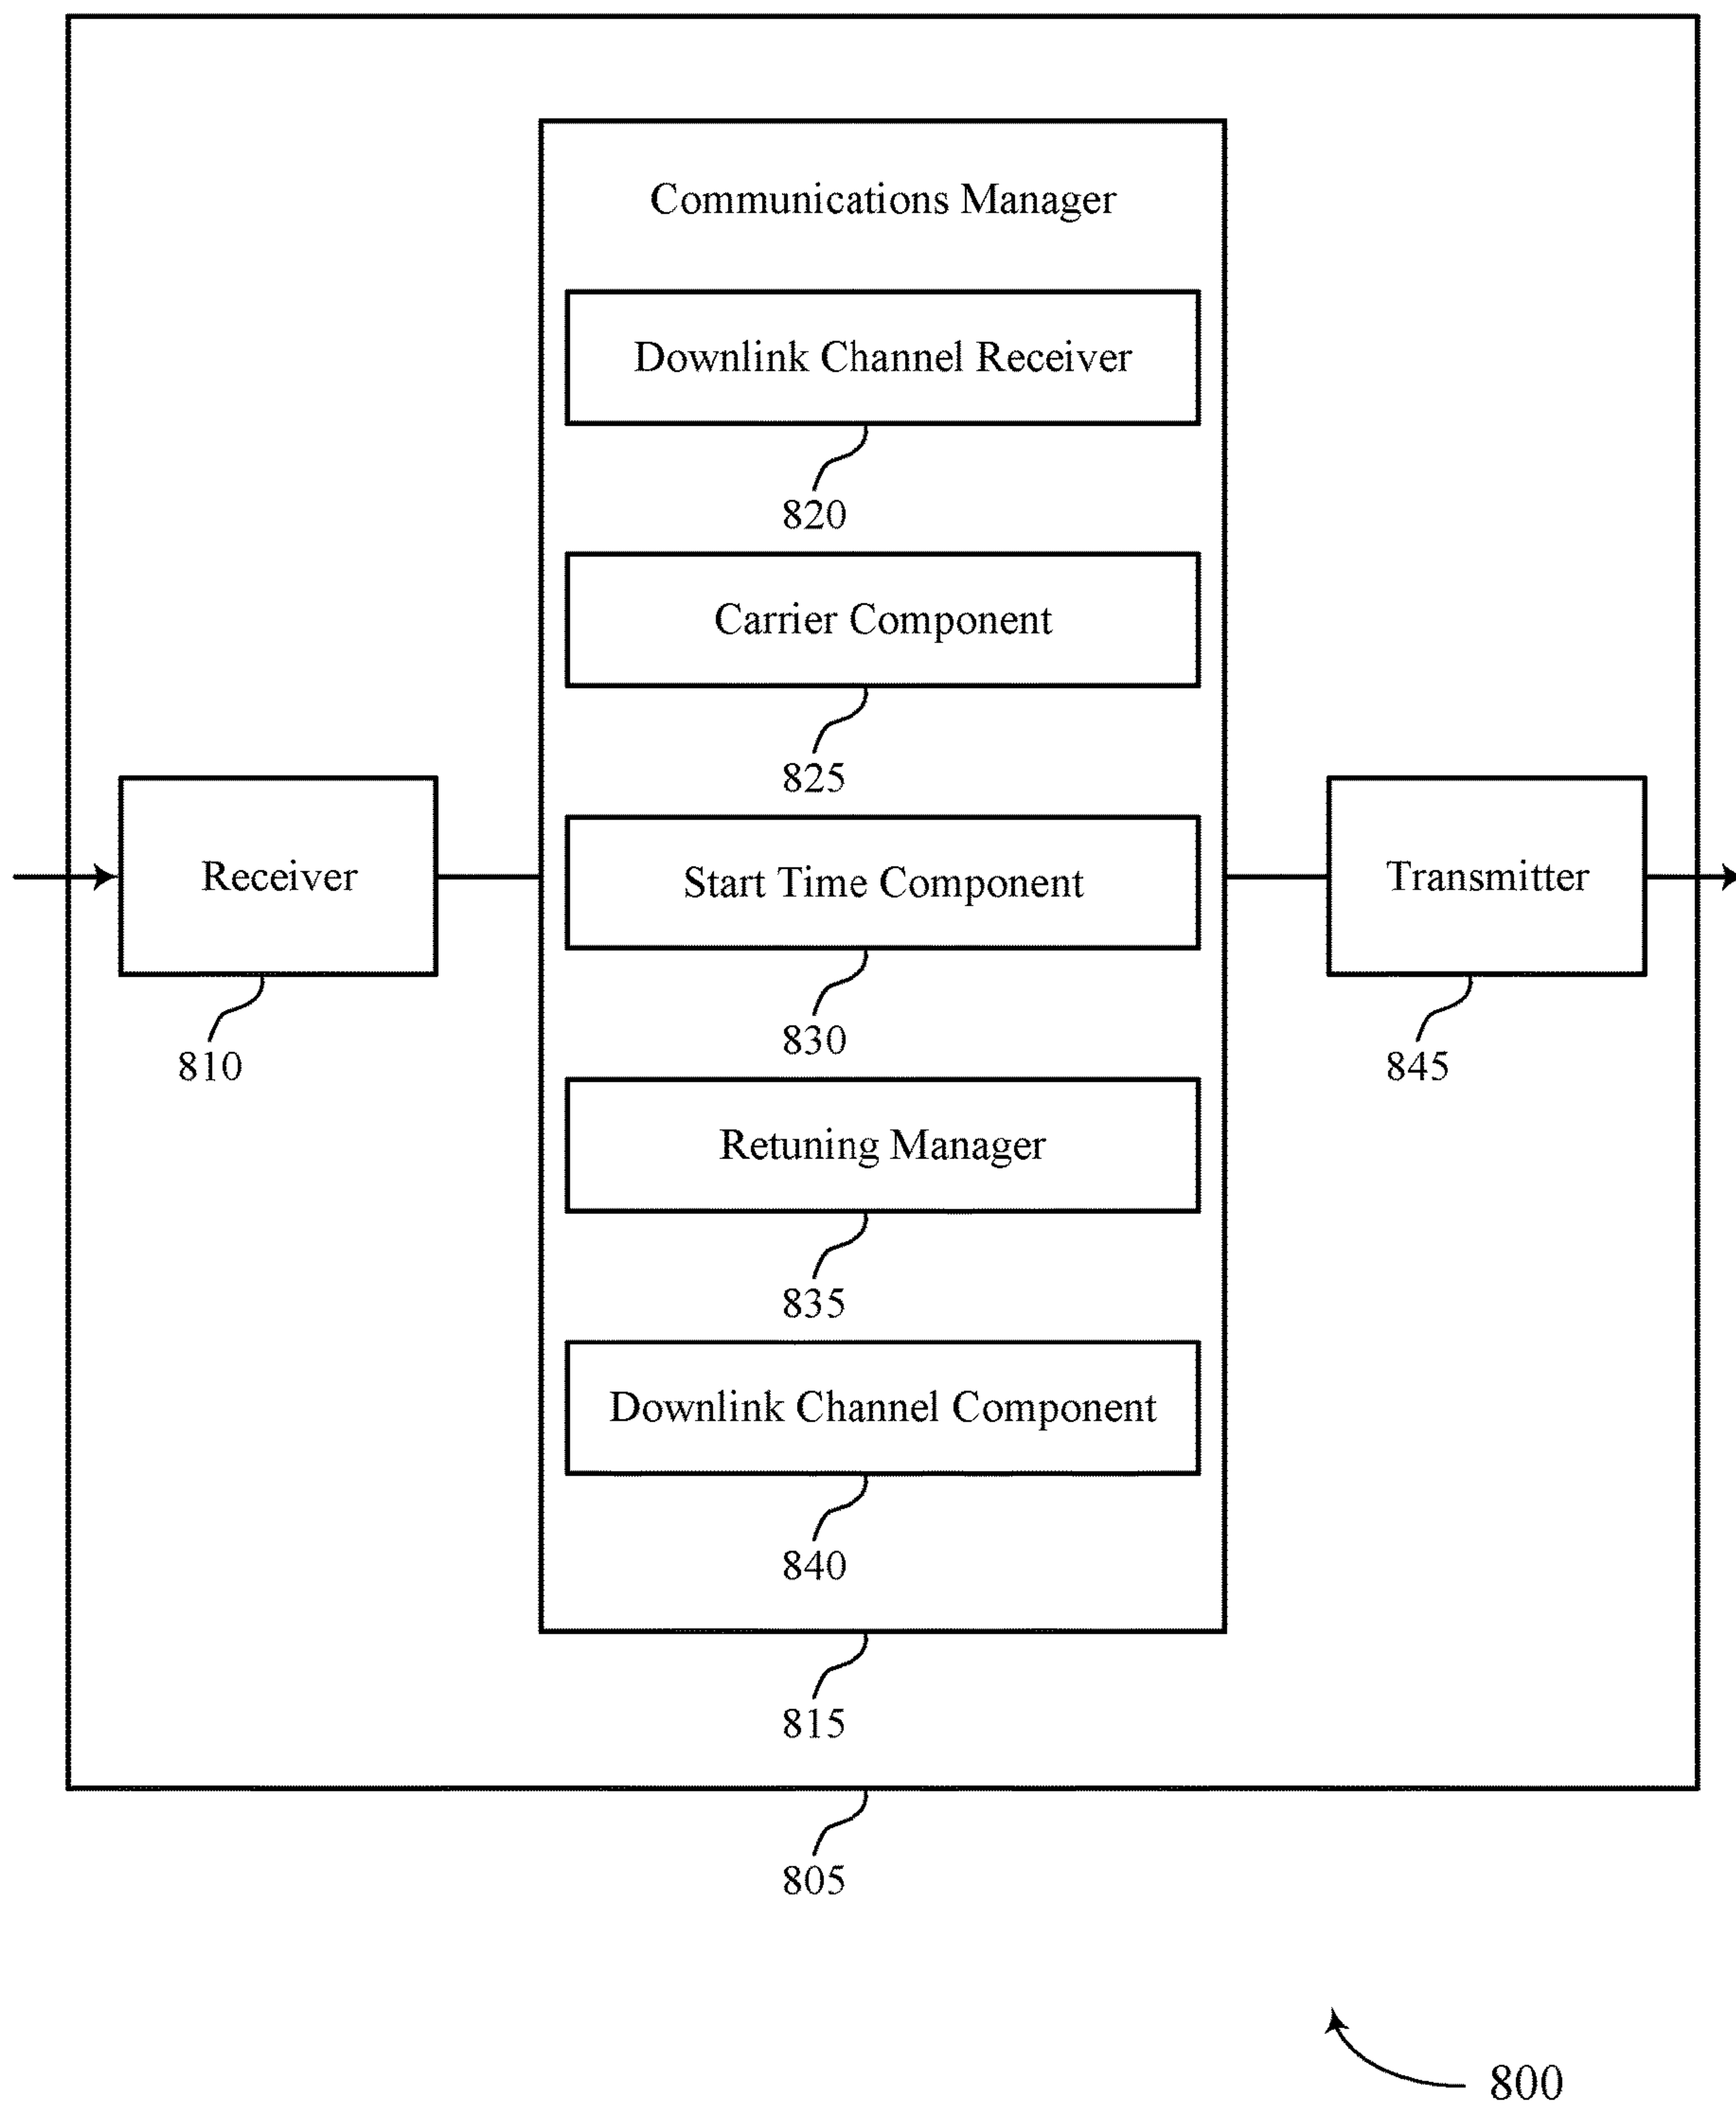 Communications Manager
Downlink Channel Receiver
820
Carrier Component
825
Receiver
Start Time Component
Transmitter
830
810
845
Retuning Manager
835
Downlink Channel Component
840
815
805
800